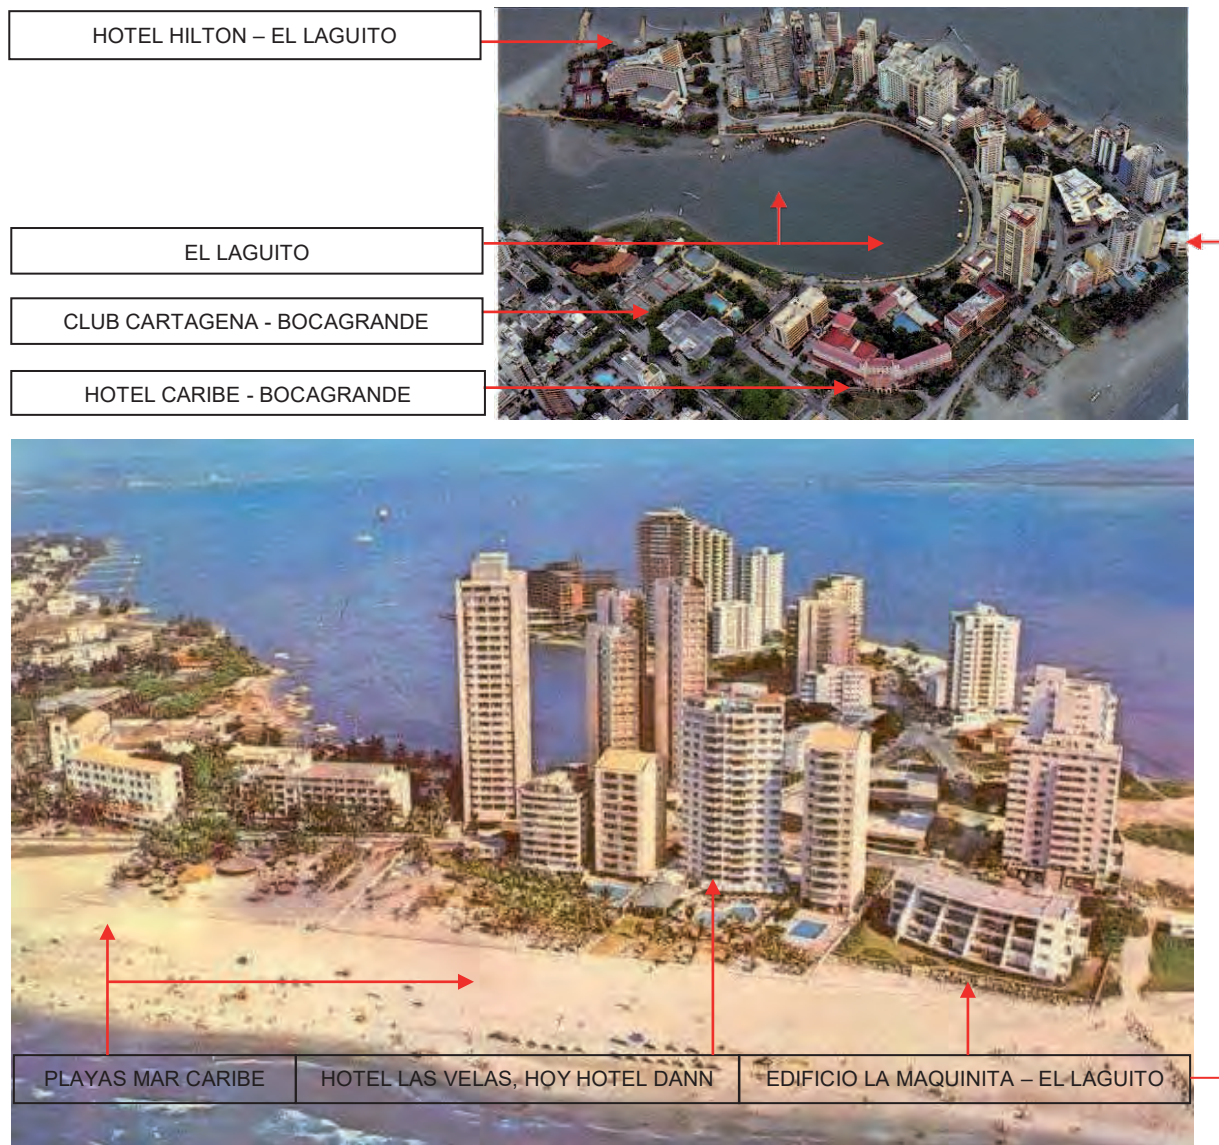 HOTEL HILTON – EL LAGUITO
EL LAGUITO
CLUB CARTAGENA - BOCAGRANDE
HOTEL CARIBE - BOCAGRANDE
PLAYAS MAR CARIBE
HOTEL LAS VELAS, HOY HOTEL DANN
EDIFICIO LA MAQUINITA – EL LAGUITO